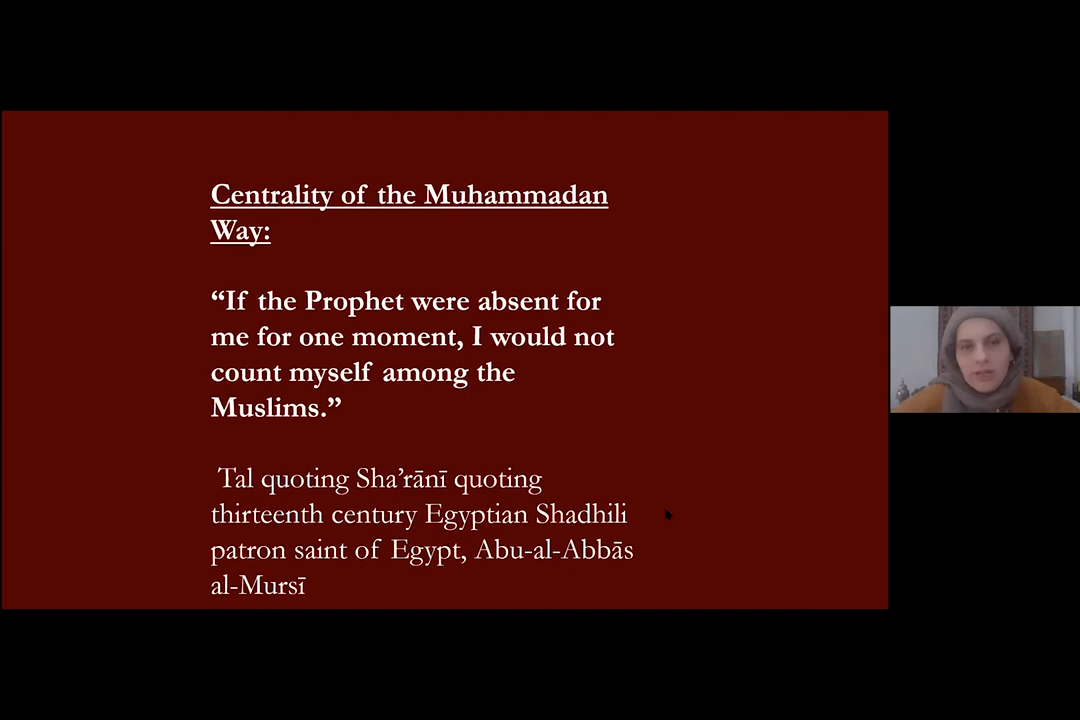 Centrality of the Muhammadan
Way:
“If the Prophet were absent for
me for one moment, I would not
count myself among the
Muslims.”
Tal quoting Sha’rānī quoting
thirteenth century Egyptian Shadhili
patron saint of Egypt, Abu-al-Abbās
al-Mursī